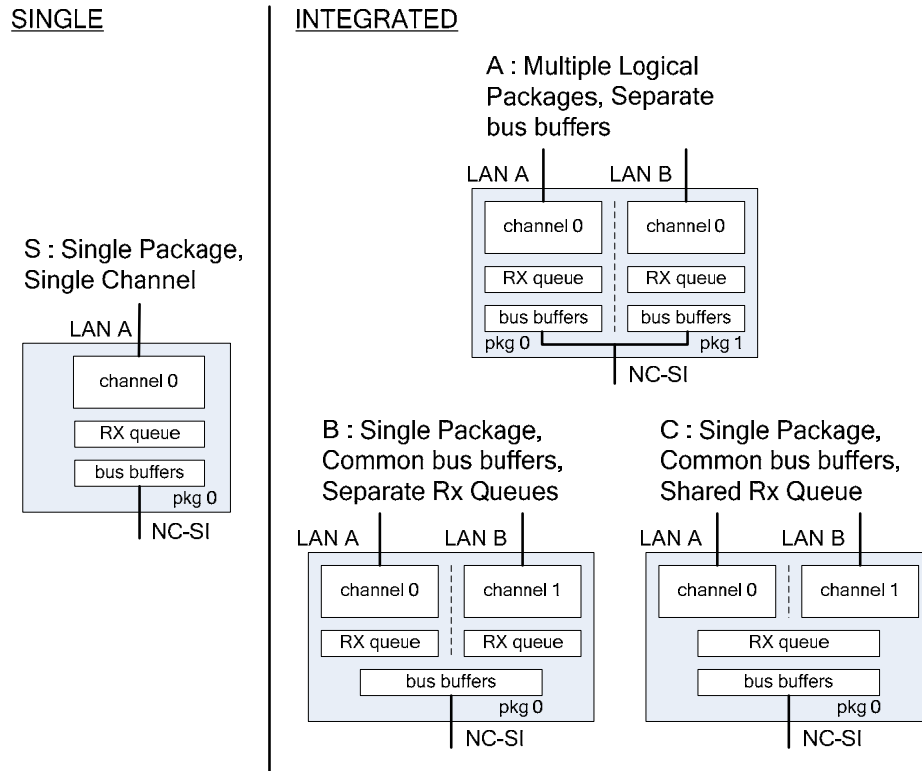 SINGLE
S : Single Package,
Single Channel
LAN A
channel 0
RX queue
bus buffers
pkg 0
NC-SI
INTEGRATED
A : Multiple Logical
Packages, Separate
bus buffers
LAN A LAN B
channel 0 channel 0
RX queue RX queue
bus buffers bus buffers
pkg 0 pkg 1
NC-SI
B : Single Package,
Common bus buffers,
Separate Rx Queues
LAN A LAN B
channel 0 channel 1
RX queue RX queue
bus buffers
pkg 0
NC-SI
C : Single Package,
Common bus buffers,
Shared Rx Queue
LAN A LAN B
channel 0 channel 1
RX queue
bus buffers
pkg 0
NC-SI